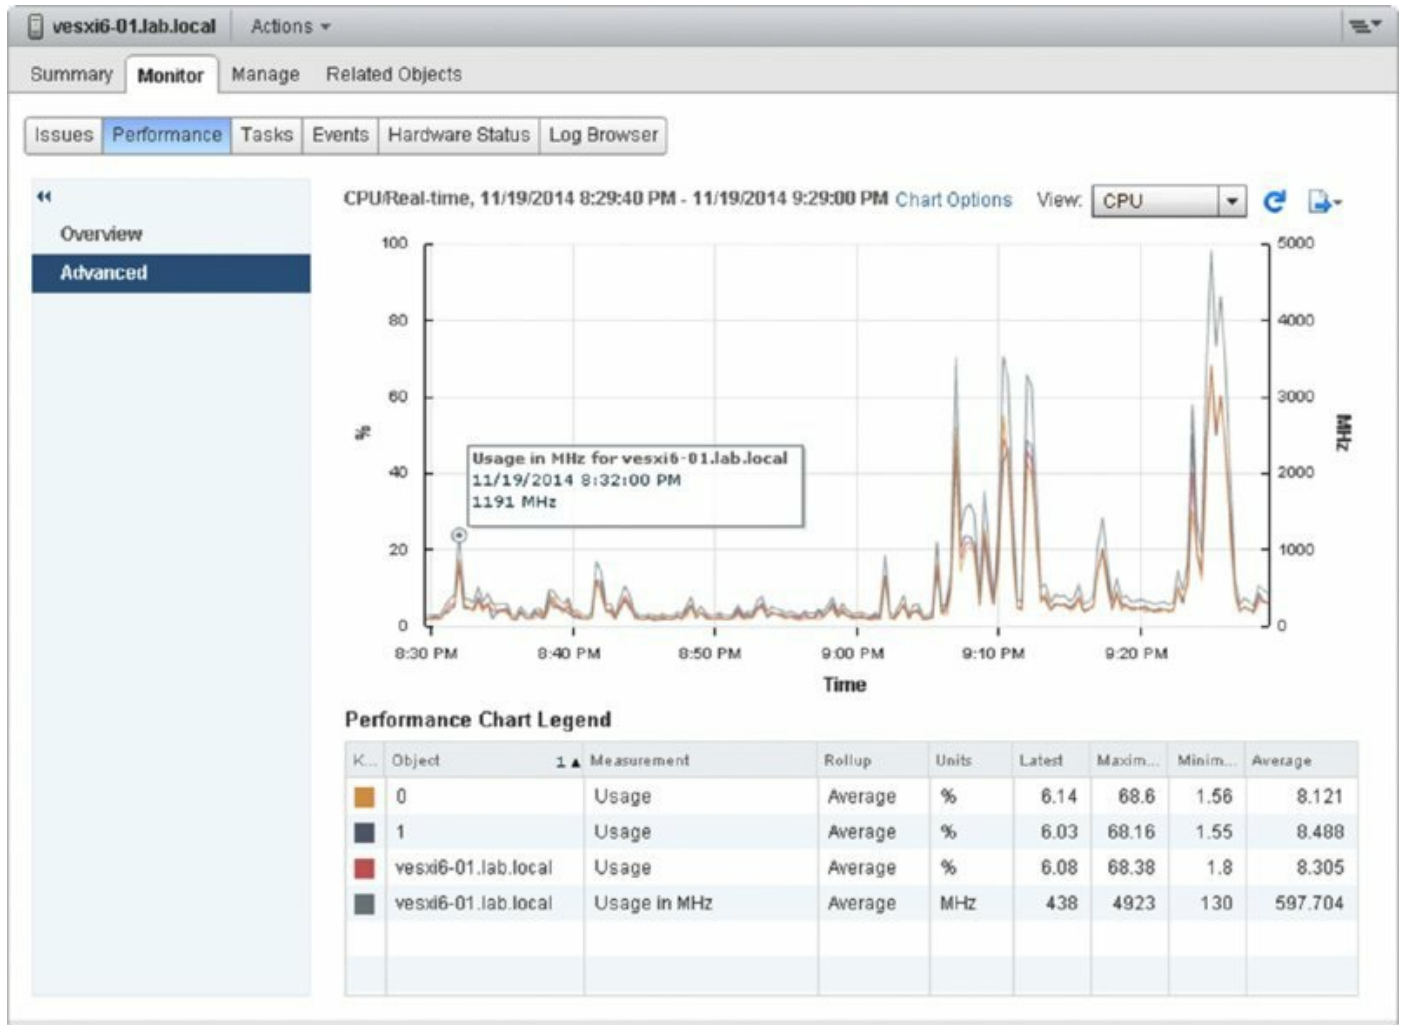 vesxi6-01.lab.local Actions
Summary Monitor Manage Related Objects
Issues Performance Tasks Events Hardware Status Log Browser
Overview
Advanced
CPU/Real-time, 11/19/2014 8:29:40 PM - 11/19/2014 9:29:00 PM Chart Options View: CPU
100 5000
80 4000
60 3000
% MHz
Usage in MHz for vesxi6-01.lab.local
40 11/19/2014 8:32:00 PM 2000
1191 MHz
20 1000
0 0
8:30 PM 8:40 PM 8:50 PM 9:00 PM 9:10 PM 9:20 PM
Time
Performance Chart Legend
K... Object 1 Measurement Rollup Units Latest Maxim... Minim... Average
0 Usage Average % 6.14 68.6 1.56 8.121
1 Usage Average % 6.03 68.16 1.55 8.488
vesxi6-01.lab.local Usage Average % 6.08 68.38 1.8 8.305
vesxi6-01.lab.local Usage in MHz Average MHz 438 4923 130 597.704